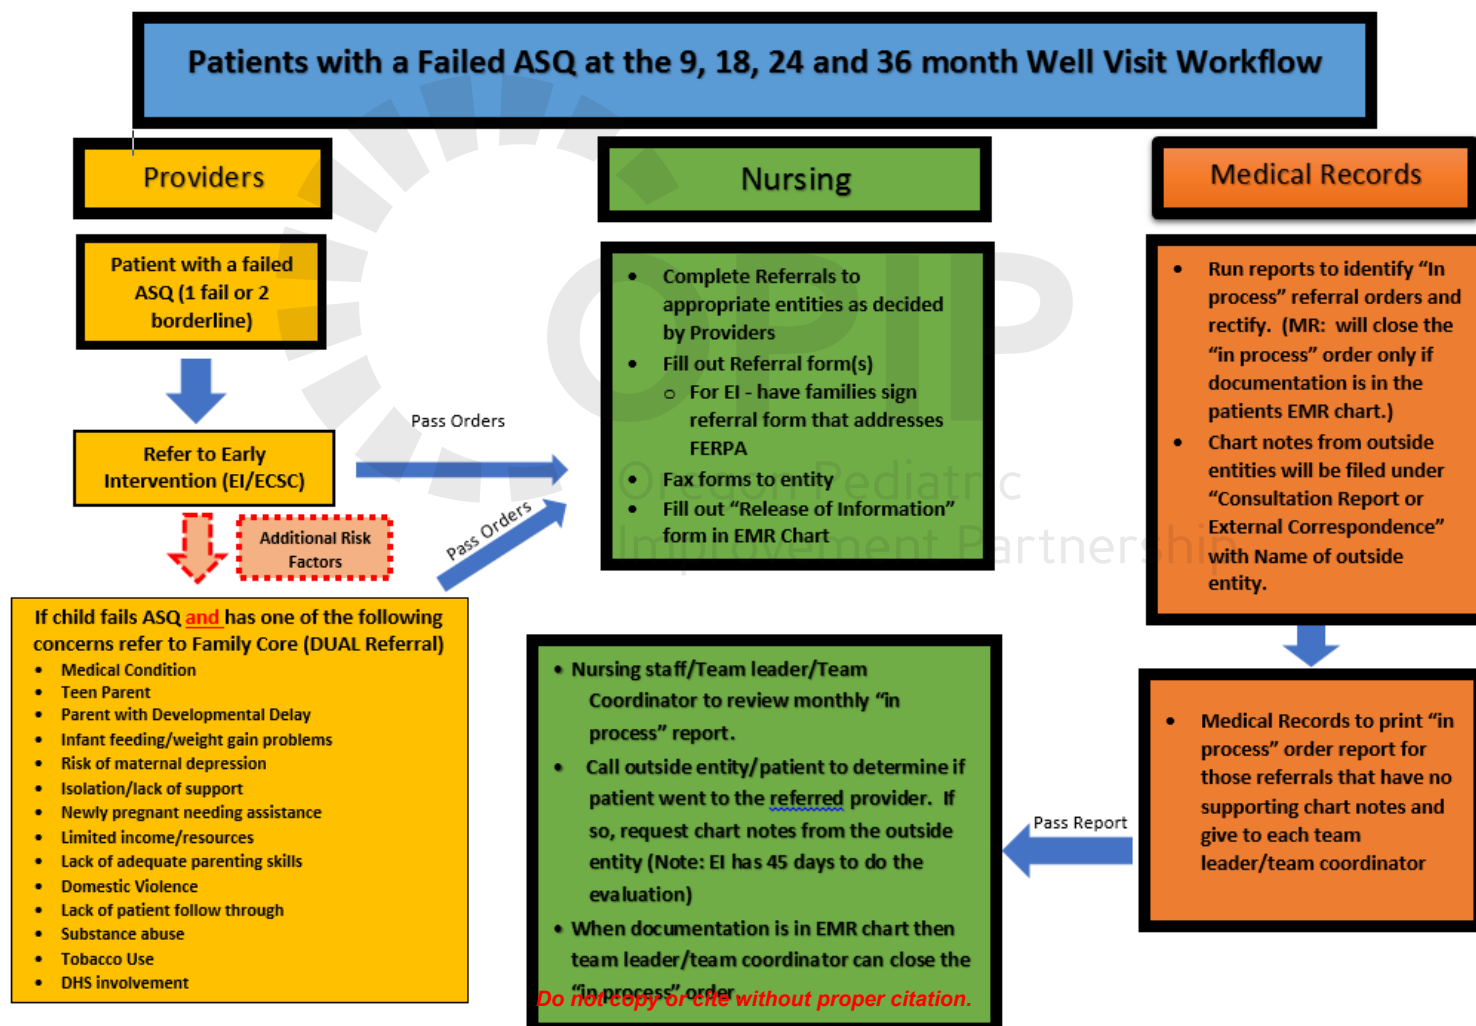 Patients with a Failed ASQ at the 9, 18, 24 and 36 month Well Visit Workflow
Providers
Patient with a failed
ASQ (1 fail or 2
borderline)
Refer to Early
Intervention (EI/ECSC)
Additional Risk
Factors
If child fails ASQ and has one of the following
concerns refer to Family Core (DUAL Referral)
• Medical Condition
• Teen Parent
• Parent with Developmental Delay
• Infant feeding/weight gain problems
• Risk of maternal depression
• Isolation/lack of support
• Newly pregnant needing assistance
• Limited income/resources
• Lack of adequate parenting skills
• Domestic Violence
• Lack of patient follow through
• Substance abuse
• Tobacco Use
• DHS involvement
Pass Orders
Pass Orders
Nursing
• Complete Referrals to
appropriate entities as decided
by Providers
• Fill out Referral form(s)
o For EI - have families sign
referral form that addresses
FERPA
• Fax forms to entity
• Fill out “Release of Information”
form in EMR Chart
• Nursing staff/Team leader/Team
Coordinator to review monthly “in
process” report.
• Call outside entity/patient to determine if
patient went to the referred provider. If
so, request chart notes from the outside
entity (Note: EI has 45 days to do the
evaluation)
• When documentation is in EMR chart then
team leader/team coordinator can close the
“in process” order.
Medical Records
• Run reports to identify “In
process” referral orders and
rectify. (MR: will close the
“in process” order only if
documentation is in the
patients EMR chart.)
• Chart notes from outside
entities will be filed under
“Consultation Report or
External Correspondence”
with Name of outside
entity.
• Medical Records to print “in
process” order report for
those referrals that have no
supporting chart notes and
give to each team
leader/team coordinator
Pass Report
OPIP
Oregon Pediatric
Improvement Partnership
Do not copy or cite without proper citation.